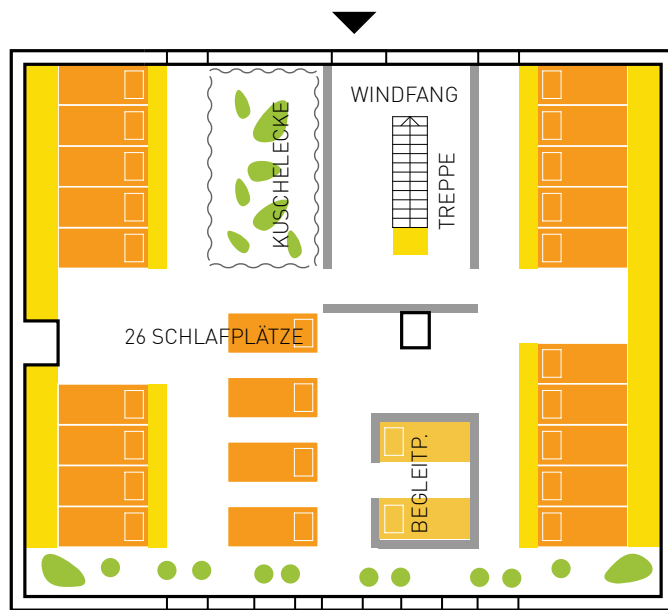 WINDFANG
KUSCHELECKE
TREPPE
26 SCHLAFPLÄTZE
BEGLEITP.